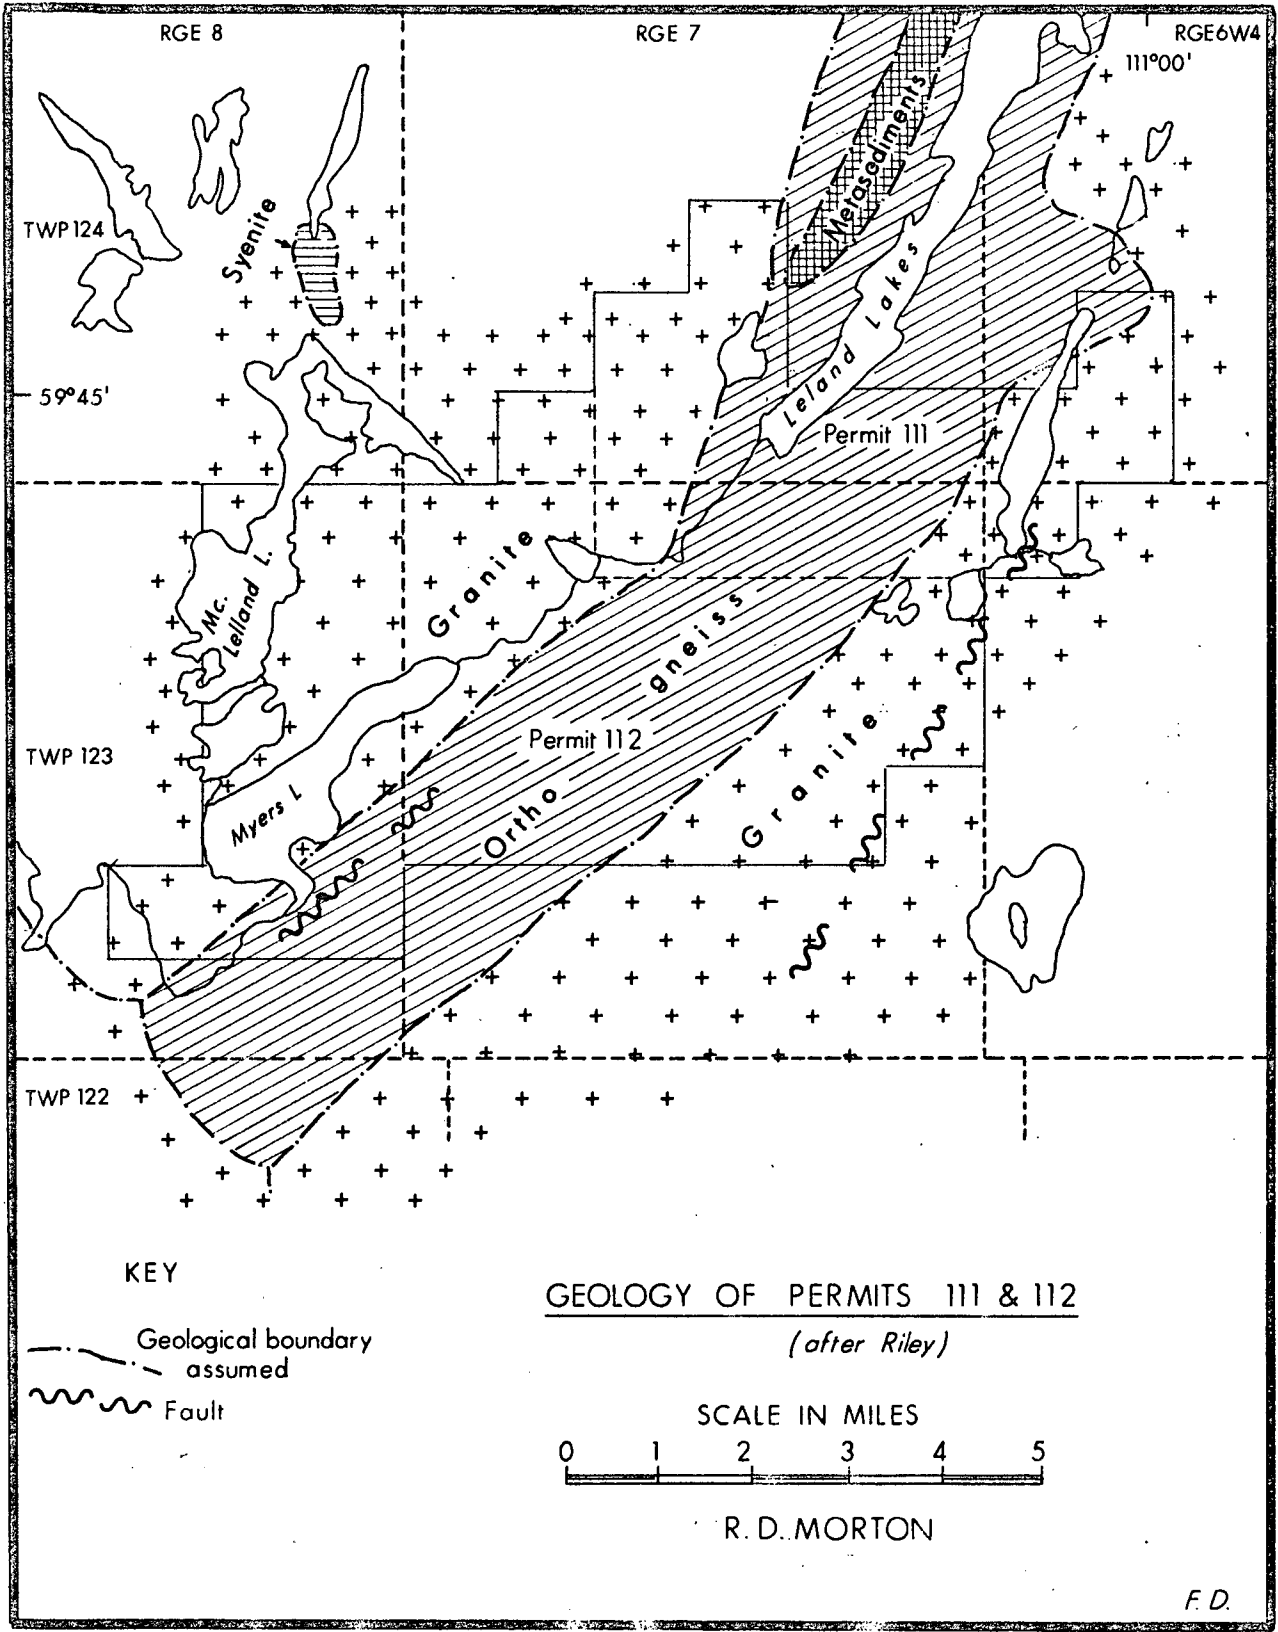 RGE 8
RGE 7
RGE6W4
111°00'
Metasediments
TWP 124
Syenite
Leland Lakes
59°45'
Permit 111
Granite
Mc. Lelland L.
gneiss
Permit 112
TWP 123
Granite
Myers L
Ortho
TWP 122
KEY
Geological boundary
assumed
Fault
GEOLOGY OF PERMITS 111 & 112
(after Riley)
SCALE IN MILES
0 1 2 3 4 5
R.D. MORTON
F. D.